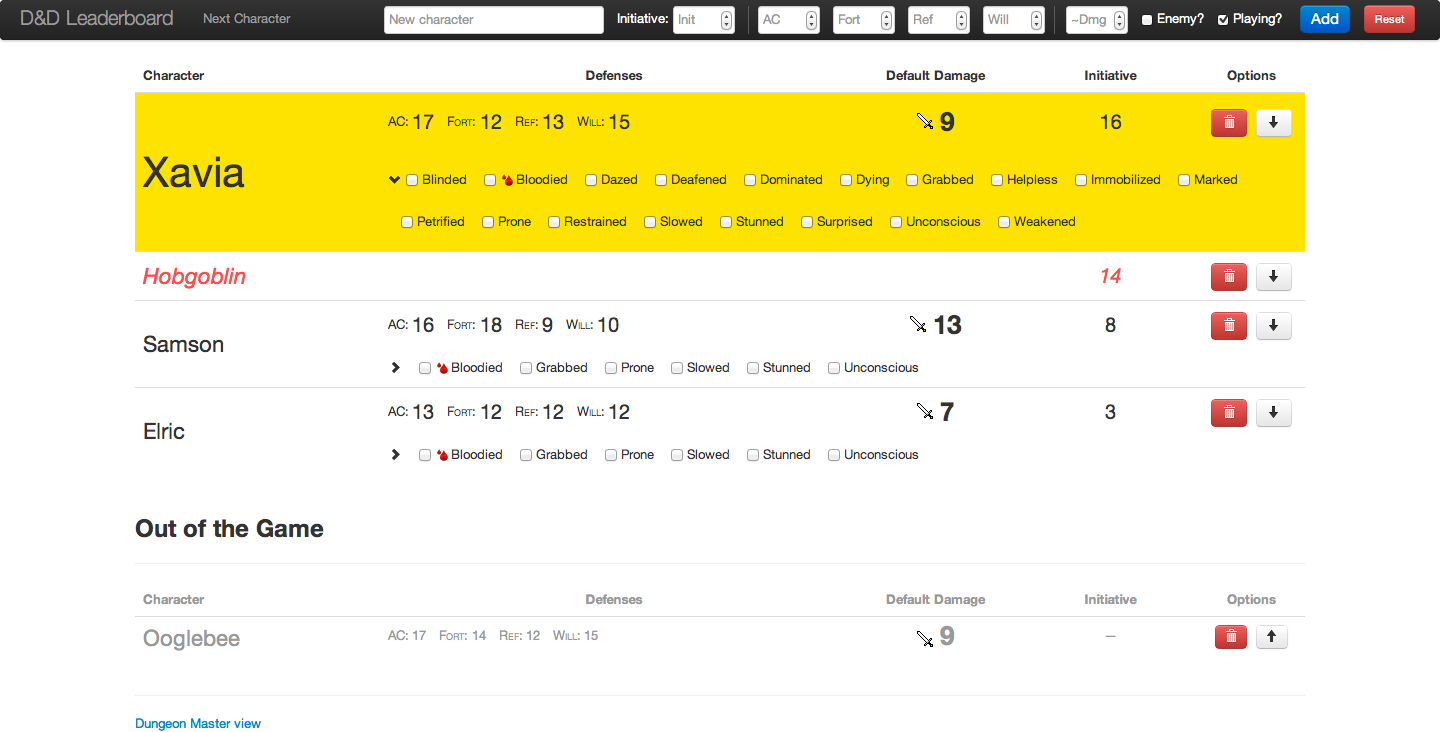 D&D Leaderboard Next Character New character Initiative: Init AC Fort Ref Will ~Dmg Enemy? Playing? Add Reset
Character Defenses Default Damage Initiative Options
AC: 17 Fort: 12 Ref: 13 Will: 15 9 16
Xavia
Blinded Bloodied Dazed Deafened Dominated Dying Grabbed Helpless Immobilized Marked
Petrified Prone Restrained Slowed Stunned Surprised Unconscious Weakened
Hobgoblin 14
AC: 16 Fort: 18 Ref: 9 Will: 10 13 8
Samson
Bloodied Grabbed Prone Slowed Stunned Unconscious
AC: 13 Fort: 12 Ref: 12 Will: 12 7 3
Elric
Bloodied Grabbed Prone Slowed Stunned Unconscious
Out of the Game
Character Defenses Default Damage Initiative Options
Ooglebee AC: 17 Fort: 14 Ref: 12 Will: 15 9 –
Dungeon Master view